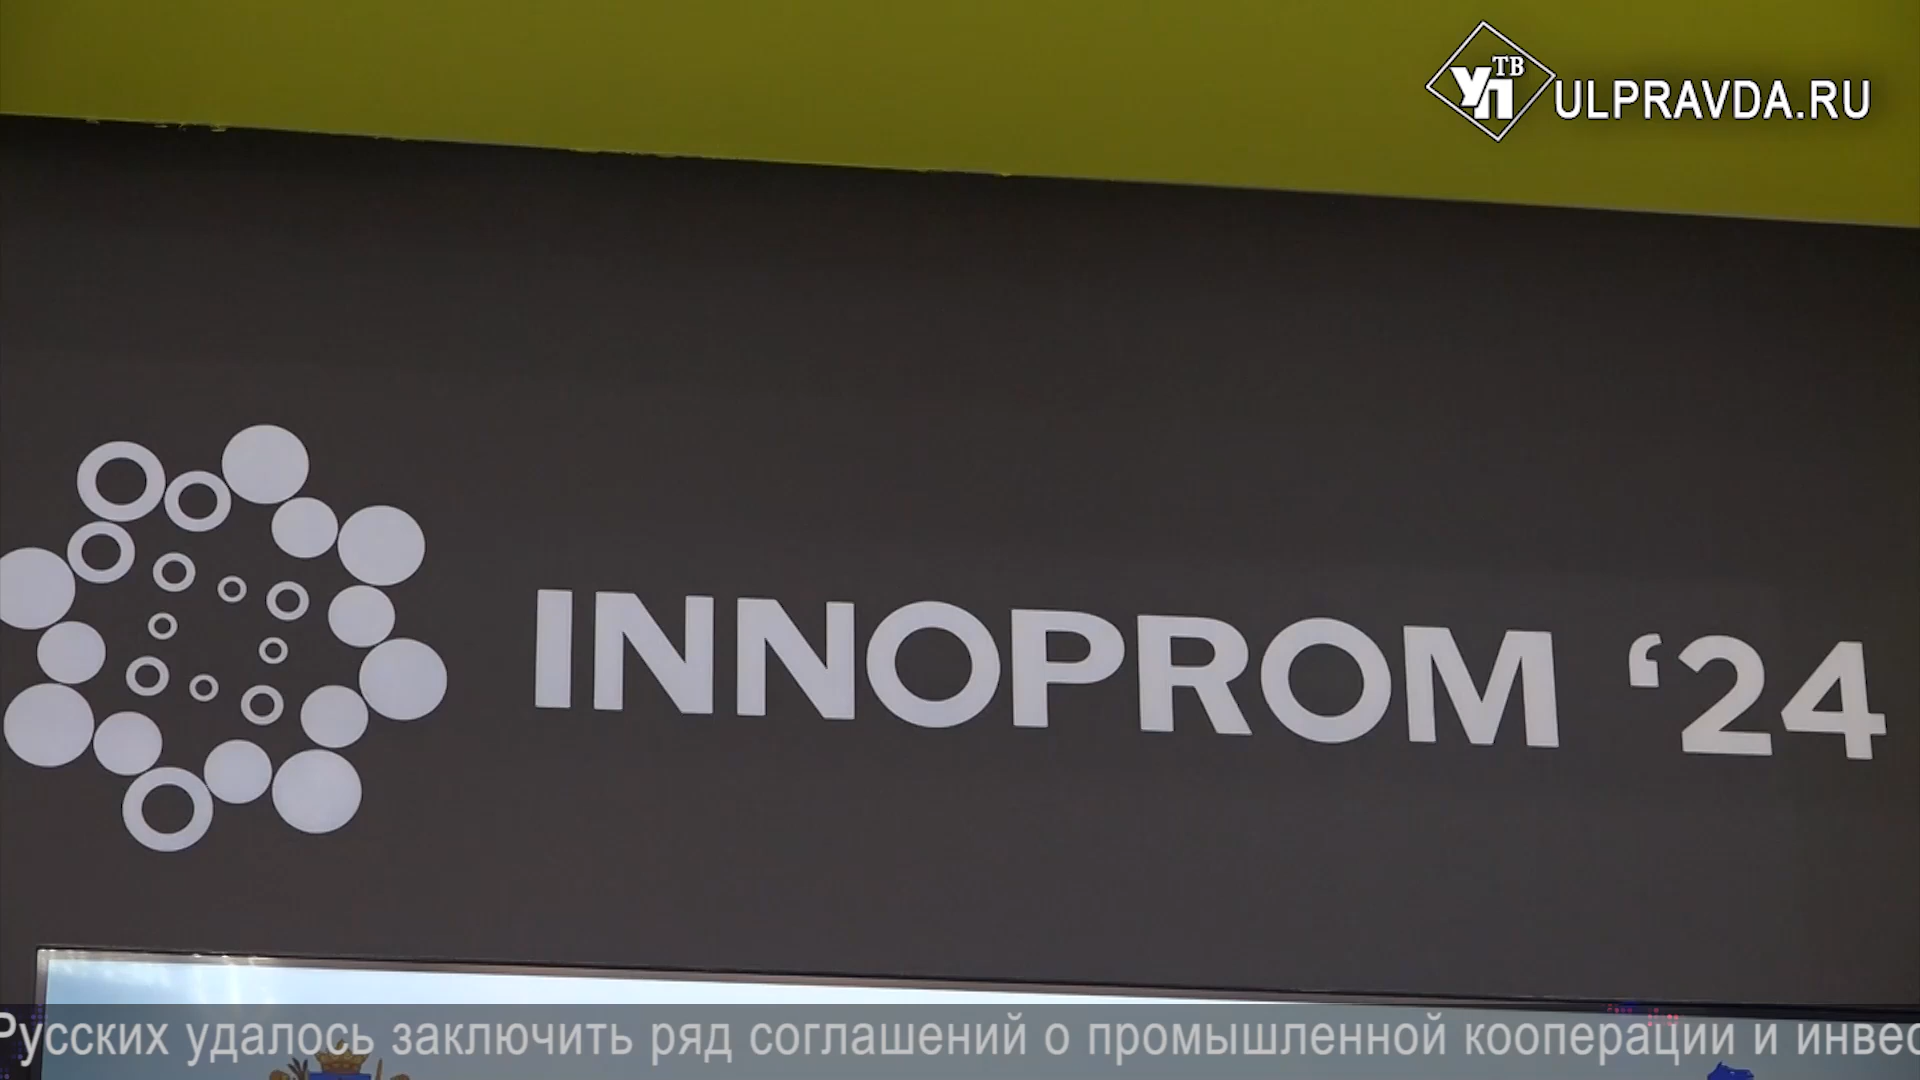 УП ТВ ULPRAVDA.RU
INNOPROM ‘24
Русских удалось заключить ряд соглашений о промышленной кооперации и инвес